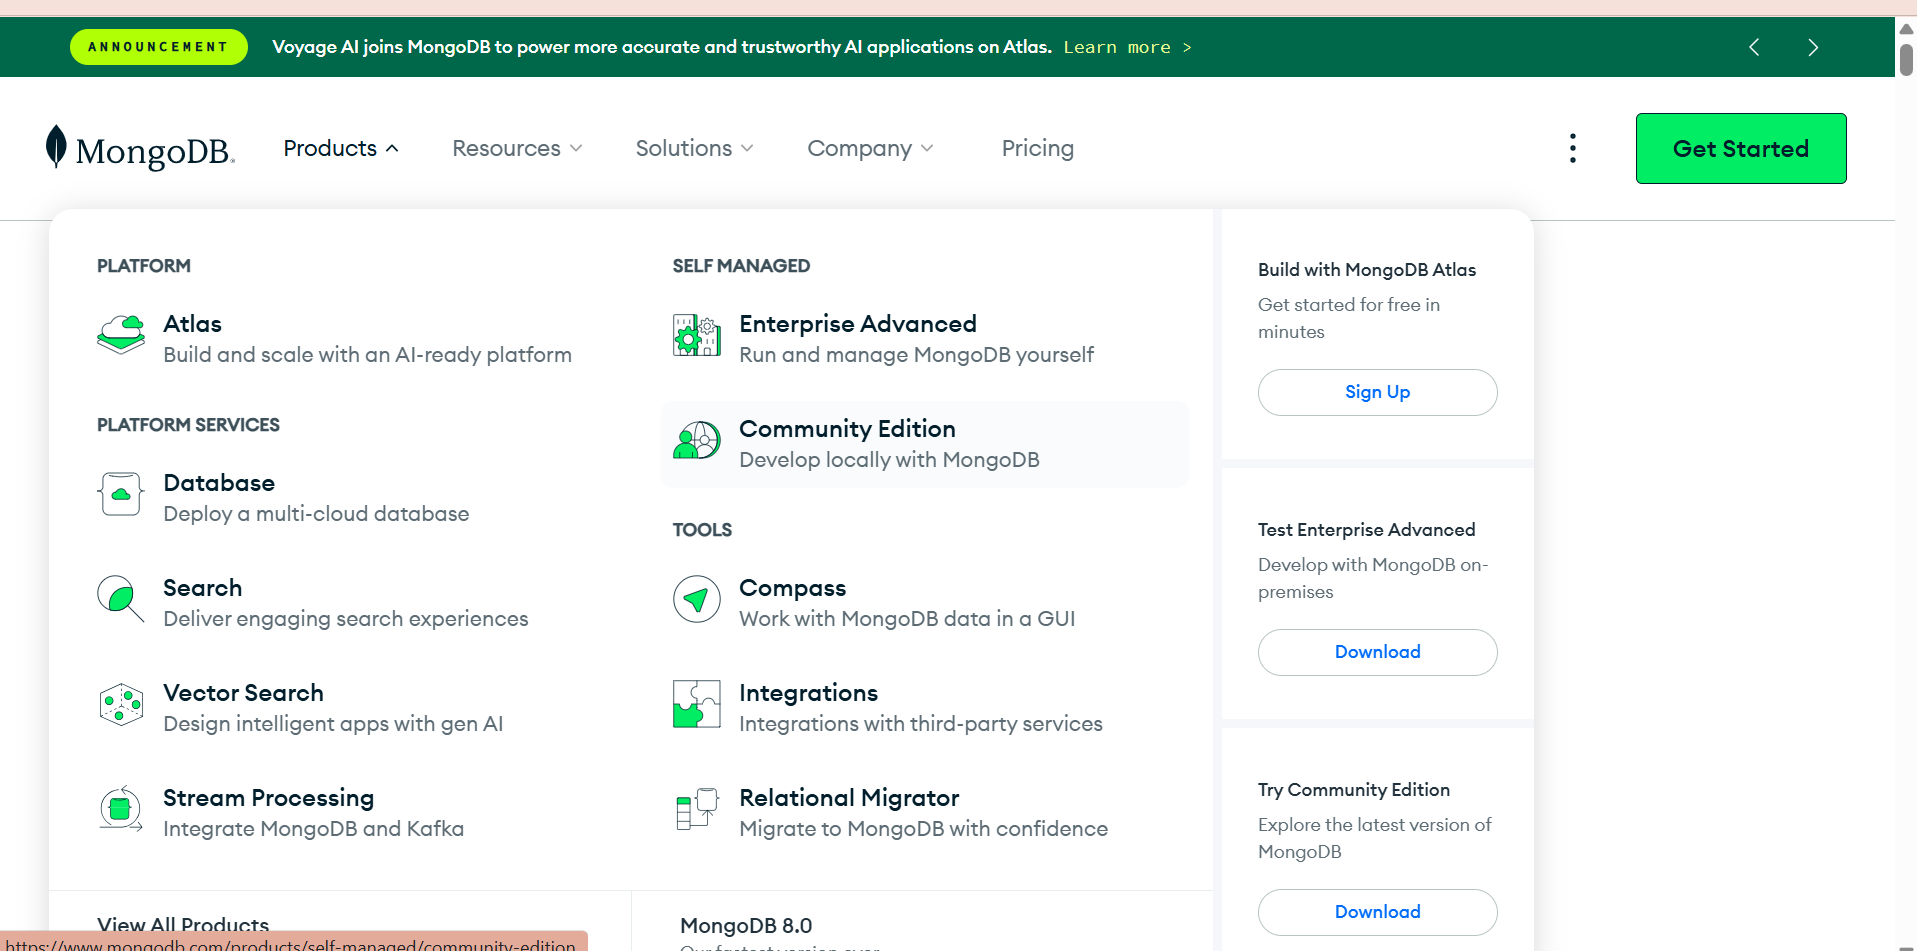 ANNOUNCEMENT
Voyage AI joins MongoDB to power more accurate and trustworthy AI applications on Atlas. Learn more >
MongoDB.
Products
Resources
Solutions
Company
Pricing
Get Started
PLATFORM
Atlas
Build and scale with an AI-ready platform
PLATFORM SERVICES
Database
Deploy a multi-cloud database
Search
Deliver engaging search experiences
Vector Search
Design intelligent apps with gen AI
Stream Processing
Integrate MongoDB and Kafka
View All Products
SELF MANAGED
Enterprise Advanced
Run and manage MongoDB yourself
Community Edition
Develop locally with MongoDB
TOOLS
Compass
Work with MongoDB data in a GUI
Integrations
Integrations with third-party services
Relational Migrator
Migrate to MongoDB with confidence
MongoDB 8.0
Our fastest version ever
Build with MongoDB Atlas
Get started for free in
minutes
Sign Up
Test Enterprise Advanced
Develop with MongoDB on-
premises
Download
Try Community Edition
Explore the latest version of
MongoDB
Download
https://www.mongodb.com/products/self-managed/community-edition